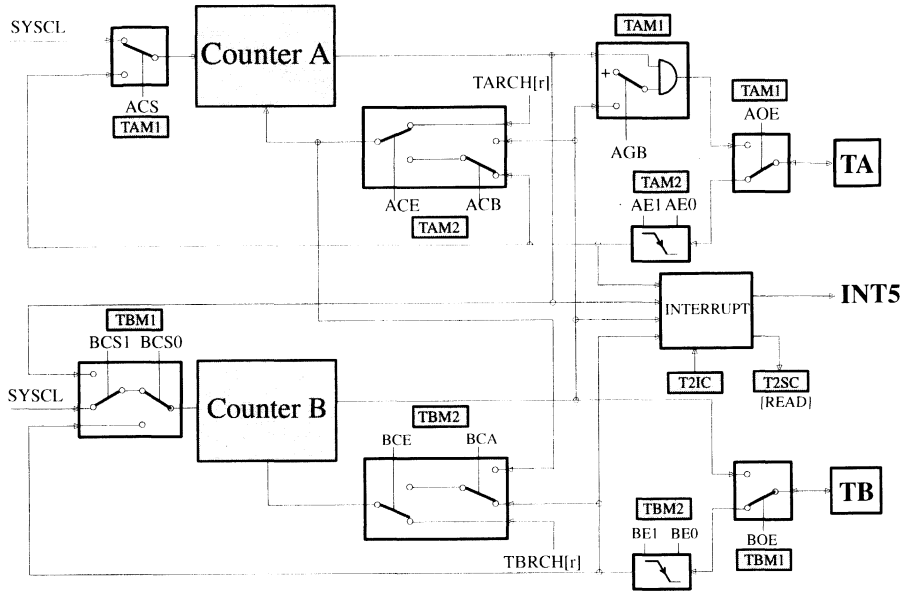 SYSCL
Counter A
ACS
TAM1
TARCH[r]
ACE ACB
TAM2
TAM1
+
AGB
TAM1
AOE
TA
TAM2
AE1 AE0
INTERRUPT
INT5
T2IC
T2SC
[READ]
TBM1
BCS1 BCS0
SYSCL
Counter B
TBM2
BCE BCA
TBRCH[r]
TBM2
BE1 BE0
TB
BOE
TBM1